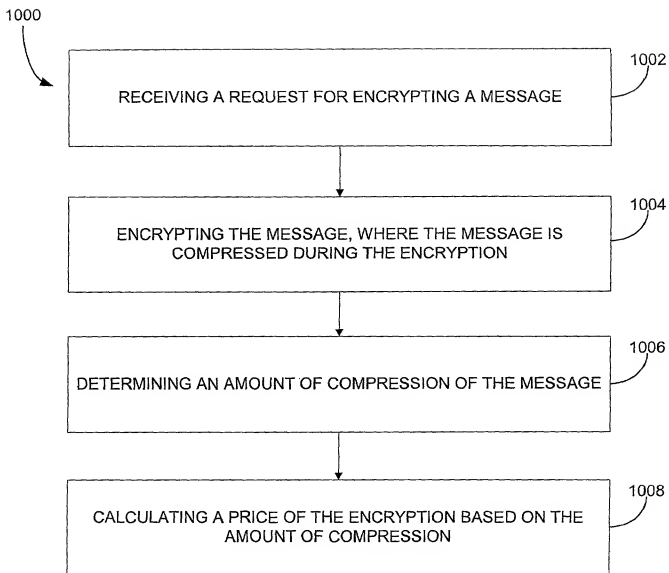 1000
1002
RECEIVING A REQUEST FOR ENCRYPTING A MESSAGE
1004
ENCRYPTING THE MESSAGE, WHERE THE MESSAGE IS
COMPRESSED DURING THE ENCRYPTION
1006
DETERMINING AN AMOUNT OF COMPRESSION OF THE MESSAGE
1008
CALCULATING A PRICE OF THE ENCRYPTION BASED ON THE
AMOUNT OF COMPRESSION